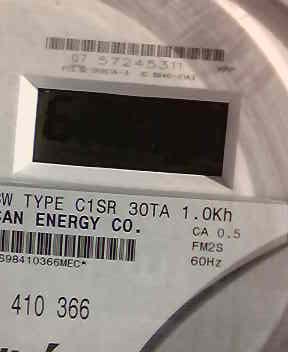 07 57245311
W TYPE C1SR 30TA 1.0Kh
CAN ENERGY CO.
CA 0.5
FM2S
S98410366MEC*
60Hz
410 366